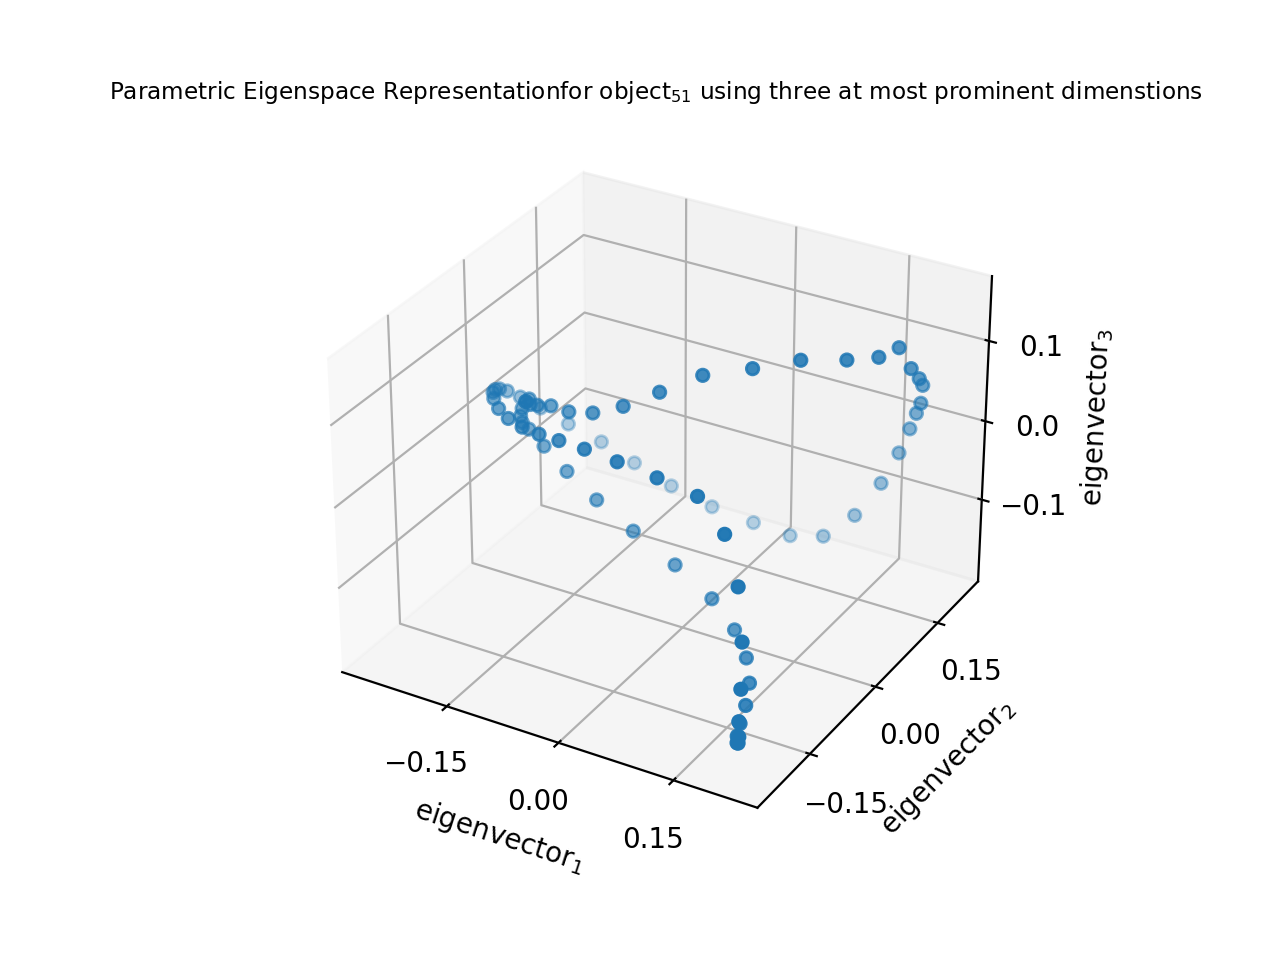 Parametric Eigenspace Representationfor object₅₁ using three at most prominent dimenstions
0.1
0.0
−0.1
eigenvector₃
0.15
0.00
−0.15
eigenvector₂
−0.15
0.00
0.15
eigenvector₁